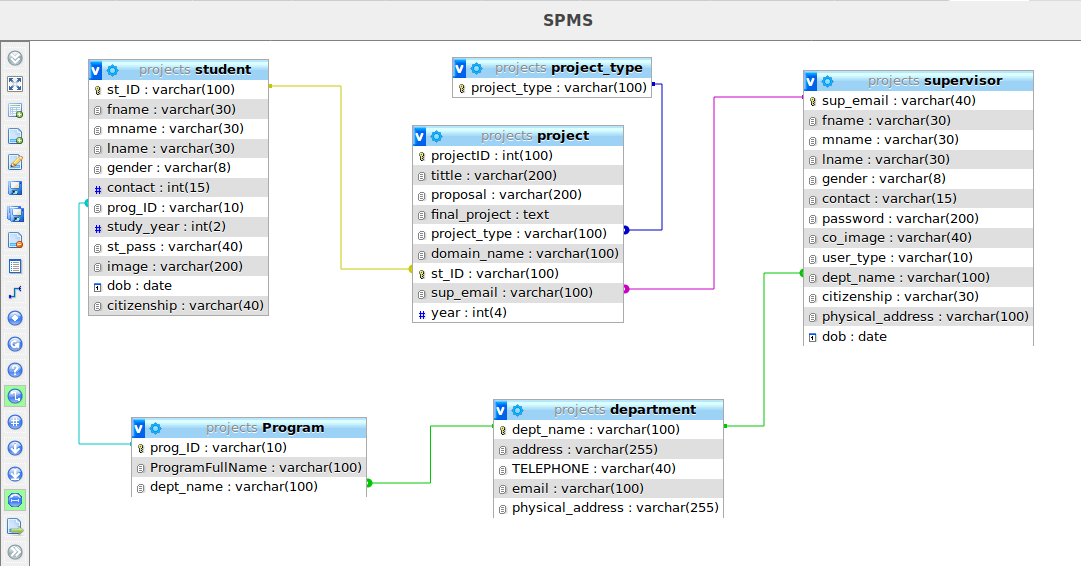 SPMS
projects student
st_ID : varchar(100)
fname : varchar(30)
mname : varchar(30)
lname : varchar(30)
gender : varchar(8)
contact : int(15)
prog_ID : varchar(10)
study_year : int(2)
st_pass : varchar(40)
image : varchar(200)
dob : date
citizenship : varchar(40)
projects project_type
project_type : varchar(100)
projects project
projectID : int(100)
tittle : varchar(200)
proposal : varchar(200)
final_project : text
project_type : varchar(100)
domain_name : varchar(100)
st_ID : varchar(100)
sup_email : varchar(100)
year : int(4)
projects supervisor
sup_email : varchar(40)
fname : varchar(30)
mname : varchar(30)
lname : varchar(30)
gender : varchar(8)
contact : varchar(15)
password : varchar(200)
co_image : varchar(40)
user_type : varchar(10)
dept_name : varchar(100)
citizenship : varchar(30)
physical_address : varchar(100)
dob : date
projects Program
prog_ID : varchar(10)
ProgramFullName : varchar(100)
dept_name : varchar(100)
projects department
dept_name : varchar(100)
address : varchar(255)
TELEPHONE : varchar(40)
email : varchar(100)
physical_address : varchar(255)